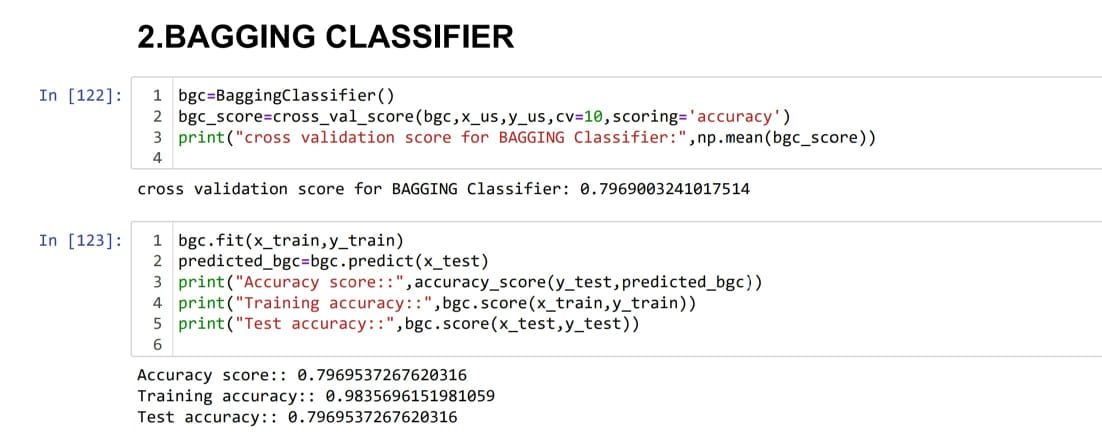 2.BAGGING CLASSIFIER
In [122]:
1 bgc=BaggingClassifier()
2 bgc_score=cross_val_score(bgc,x_us,y_us,cv=10,scoring='accuracy')
3 print("cross validation score for BAGGING Classifier:",np.mean(bgc_score))
4
cross validation score for BAGGING Classifier: 0.7969003241017514
In [123]:
1 bgc.fit(x_train,y_train)
2 predicted_bgc=bgc.predict(x_test)
3 print("Accuracy score::",accuracy_score(y_test,predicted_bgc))
4 print("Training accuracy::",bgc.score(x_train,y_train))
5 print("Test accuracy::",bgc.score(x_test,y_test))
6
Accuracy score:: 0.7969537267620316
Training accuracy:: 0.9835696151981059
Test accuracy:: 0.7969537267620316